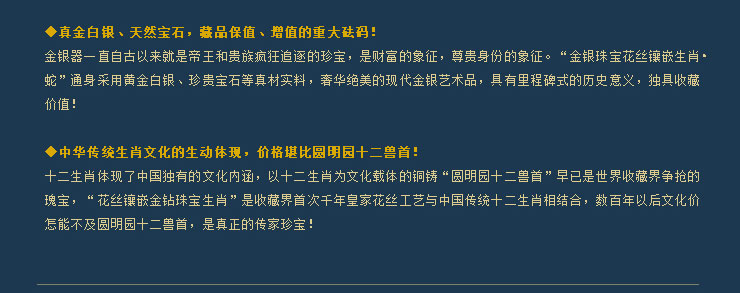 ◆真金白银、天然宝石，藏品保值、增值的重大砝码！
金银器一直自古以来就是帝王和贵族疯狂追逐的珍宝，是财富的象征，尊贵身份的象征。“金银珠宝花丝镶嵌生肖·
蛇”通身采用黄金白银、珍贵宝石等真材实料，奢华绝美的现代金银艺术品，具有里程碑式的历史意义，独具收藏
价值！
◆中华传统生肖文化的生动体现，价格堪比圆明园十二兽首！
十二生肖体现了中国独有的文化内涵，以十二生肖为文化载体的铜铸“圆明园十二兽首”早已是世界收藏界争抢的
瑰宝，“花丝镶嵌金钻珠宝生肖”是收藏界首次千年皇家花丝工艺与中国传统十二生肖相结合，数百年以后文化价
怎能不及圆明园十二兽首，是真正的传家珍宝！